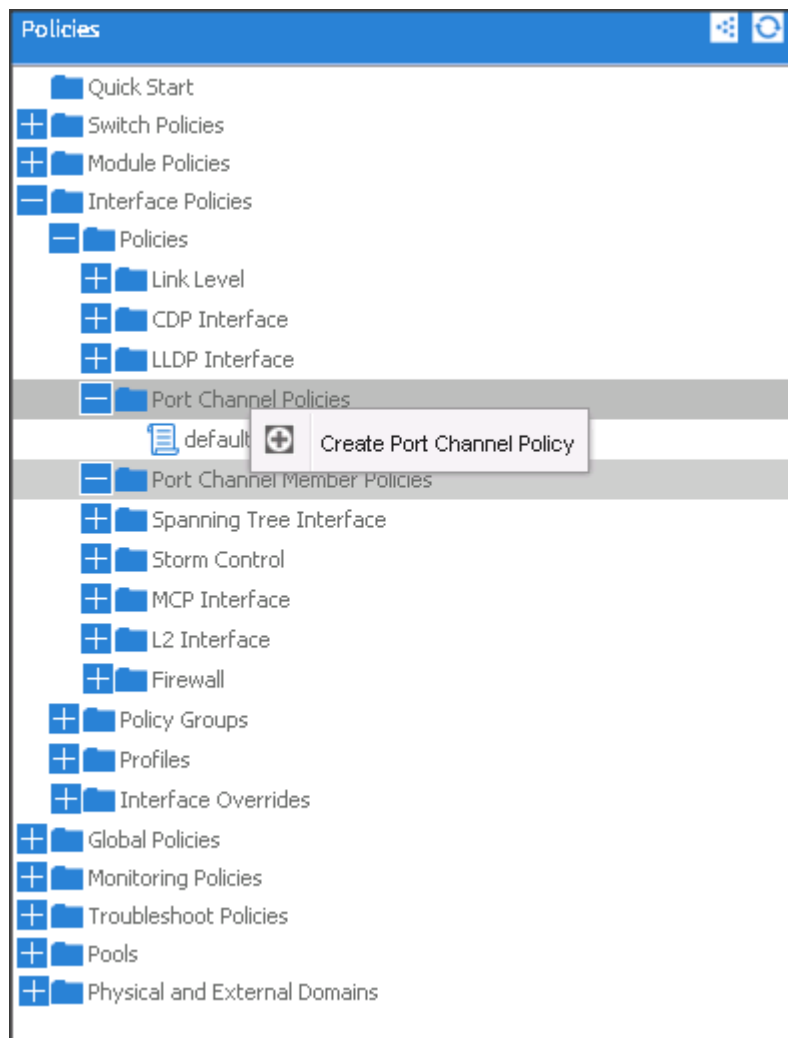 Policies
Quick Start
Switch Policies
Module Policies
Interface Policies
Policies
Link Level
CDP Interface
LLDP Interface
Port Channel Policies
default
Create Port Channel Policy
Port Channel Member Policies
Spanning Tree Interface
Storm Control
MCP Interface
L2 Interface
Firewall
Policy Groups
Profiles
Interface Overrides
Global Policies
Monitoring Policies
Troubleshoot Policies
Pools
Physical and External Domains